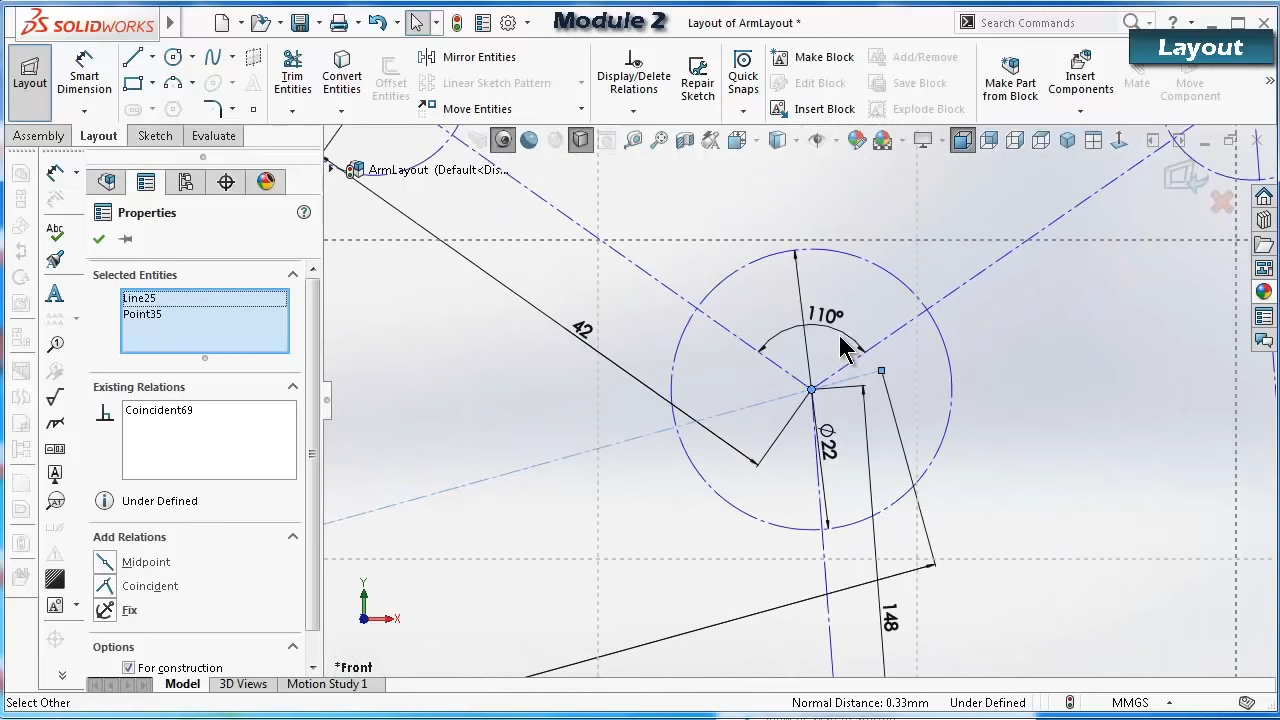 SOLIDWORKS
Module 2
Layout of ArmLayout *
Search Commands
Layout
Layout
Smart Dimension
Trim Entities
Convert Entities
Offset Entities
Mirror Entities
Linear Sketch Pattern
Move Entities
Display/Delete Relations
Repair Sketch
Quick Snaps
Make Block
Edit Block
Insert Block
Add/Remove
Save Block
Explode Block
Make Part from Block
Insert Components
Mate
Move Component
Assembly
Layout
Sketch
Evaluate
ArmLayout (Default<Dis...
Properties
Selected Entities
Line25
Point35
Existing Relations
Coincident69
Under Defined
Add Relations
Midpoint
Coincident
Fix
Options
For construction
42
110°
⌀22
148
Y
X
*Front
Model
3D Views
Motion Study 1
Select Other
Normal Distance: 0.33mm
Under Defined
MMGS